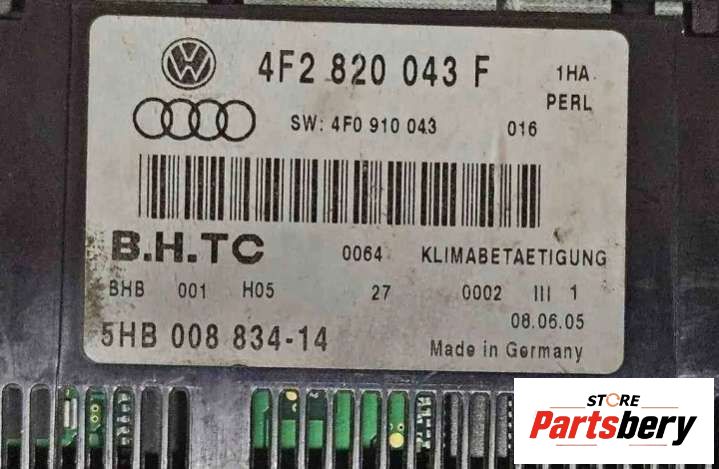 4F2 820 043 F 1HA
PERL
SW: 4F0 910 043 016
B.H.TC 0064 KLIMABETAETIGUNG
BHB 001 H05 27 0002 III 1
08.06.05
5HB 008 834-14 Made in Germany
STORE
Partsbery